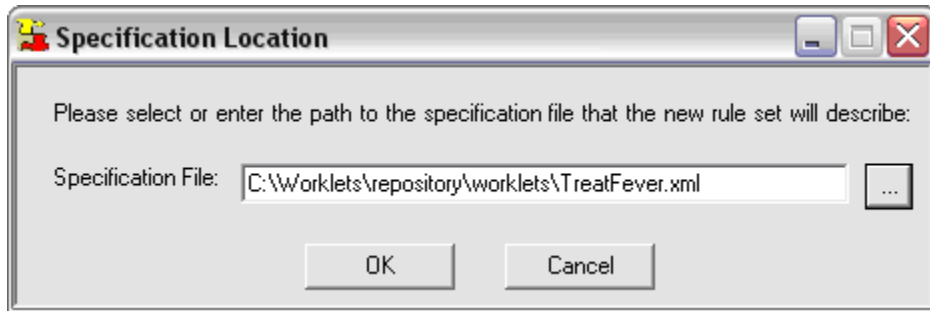 Specification Location
Please select or enter the path to the specification file that the new rule set will describe:
Specification File: C:\Worklets\repository\worklets\TreatFever.xml ...
OK Cancel